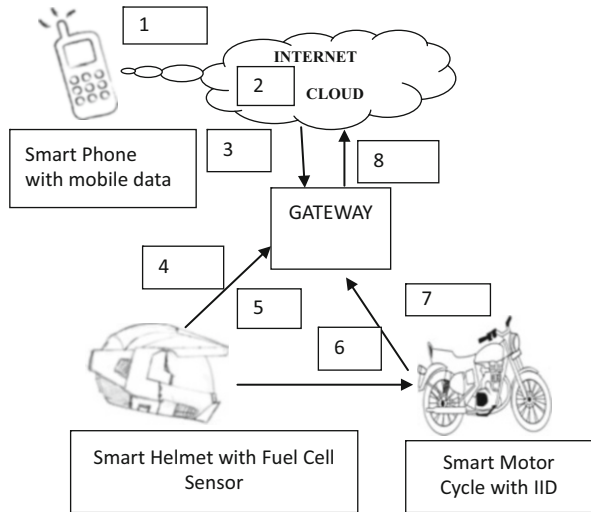 1
INTERNET
2
CLOUD
3
8
Smart Phone
with mobile data
GATEWAY
4
5
7
6
Smart Helmet with Fuel Cell
Sensor
Smart Motor
Cycle with IID